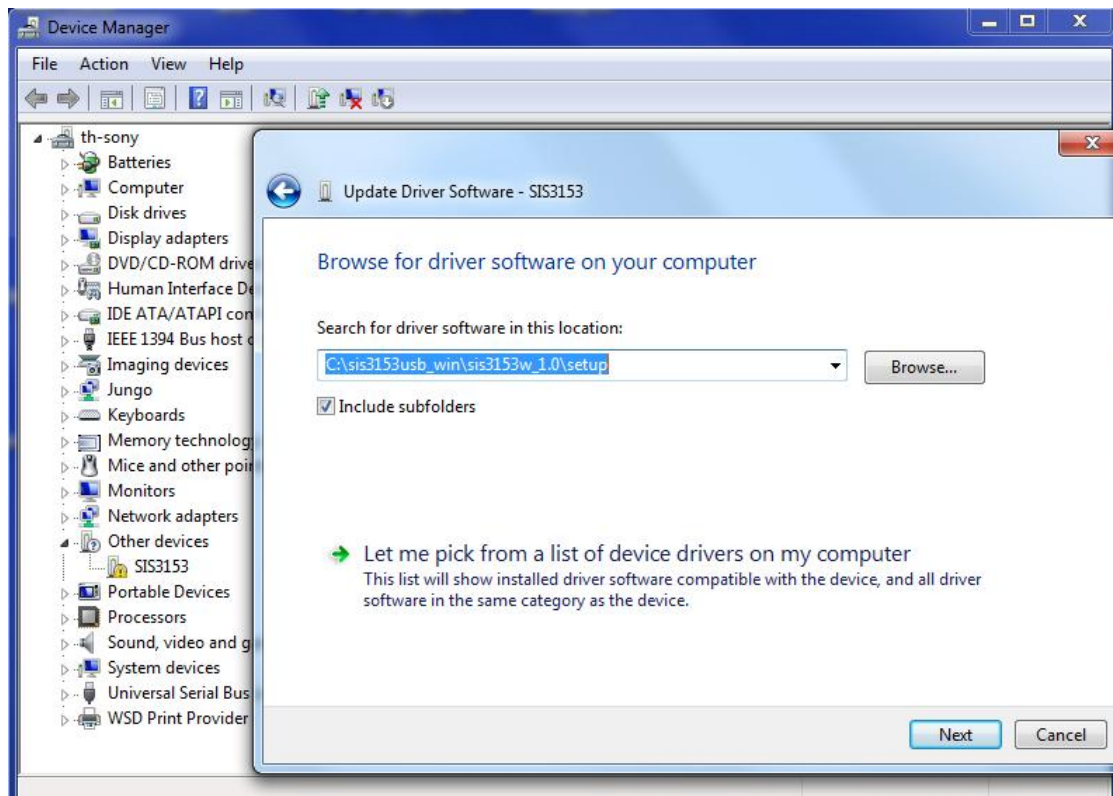 Device Manager
File Action View Help
th-sony
Batteries
Computer
Disk drives
Display adapters
DVD/CD-ROM drive
Human Interface De
IDE ATA/ATAPI con
IEEE 1394 Bus host c
Imaging devices
Jungo
Keyboards
Memory technolog
Mice and other poi
Monitors
Network adapters
Other devices
SIS3153
Portable Devices
Processors
Sound, video and g
System devices
Universal Serial Bus
WSD Print Provider
Update Driver Software - SIS3153
Browse for driver software on your computer
Search for driver software in this location:
C:\sis3153usb_win\sis3153w_1.0\setup
Browse...
Include subfolders
Let me pick from a list of device drivers on my computer
This list will show installed driver software compatible with the device, and all driver
software in the same category as the device.
Next Cancel